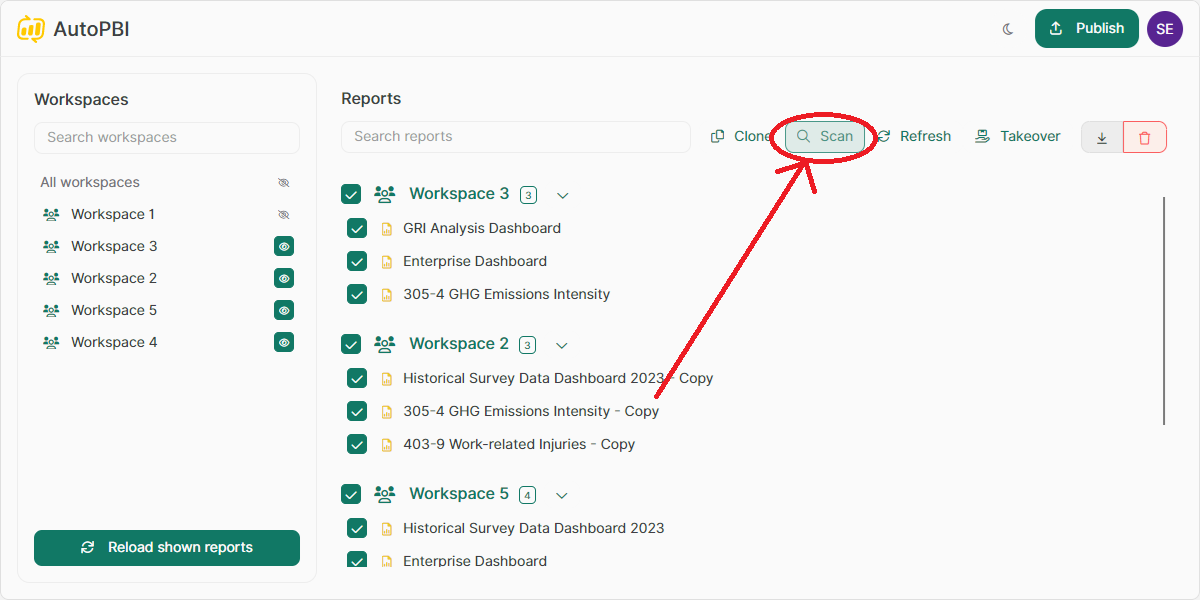 AutoPBI
Publish
SE
Workspaces
Search workspaces
All workspaces
Workspace 1
Workspace 3
Workspace 2
Workspace 5
Workspace 4
Reload shown reports
Reports
Search reports
Clone
Scan
Refresh
Takeover
Workspace 3 3
GRI Analysis Dashboard
Enterprise Dashboard
305-4 GHG Emissions Intensity
Workspace 2 3
Historical Survey Data Dashboard 2023 - Copy
305-4 GHG Emissions Intensity - Copy
403-9 Work-related Injuries - Copy
Workspace 5 4
Historical Survey Data Dashboard 2023
Enterprise Dashboard